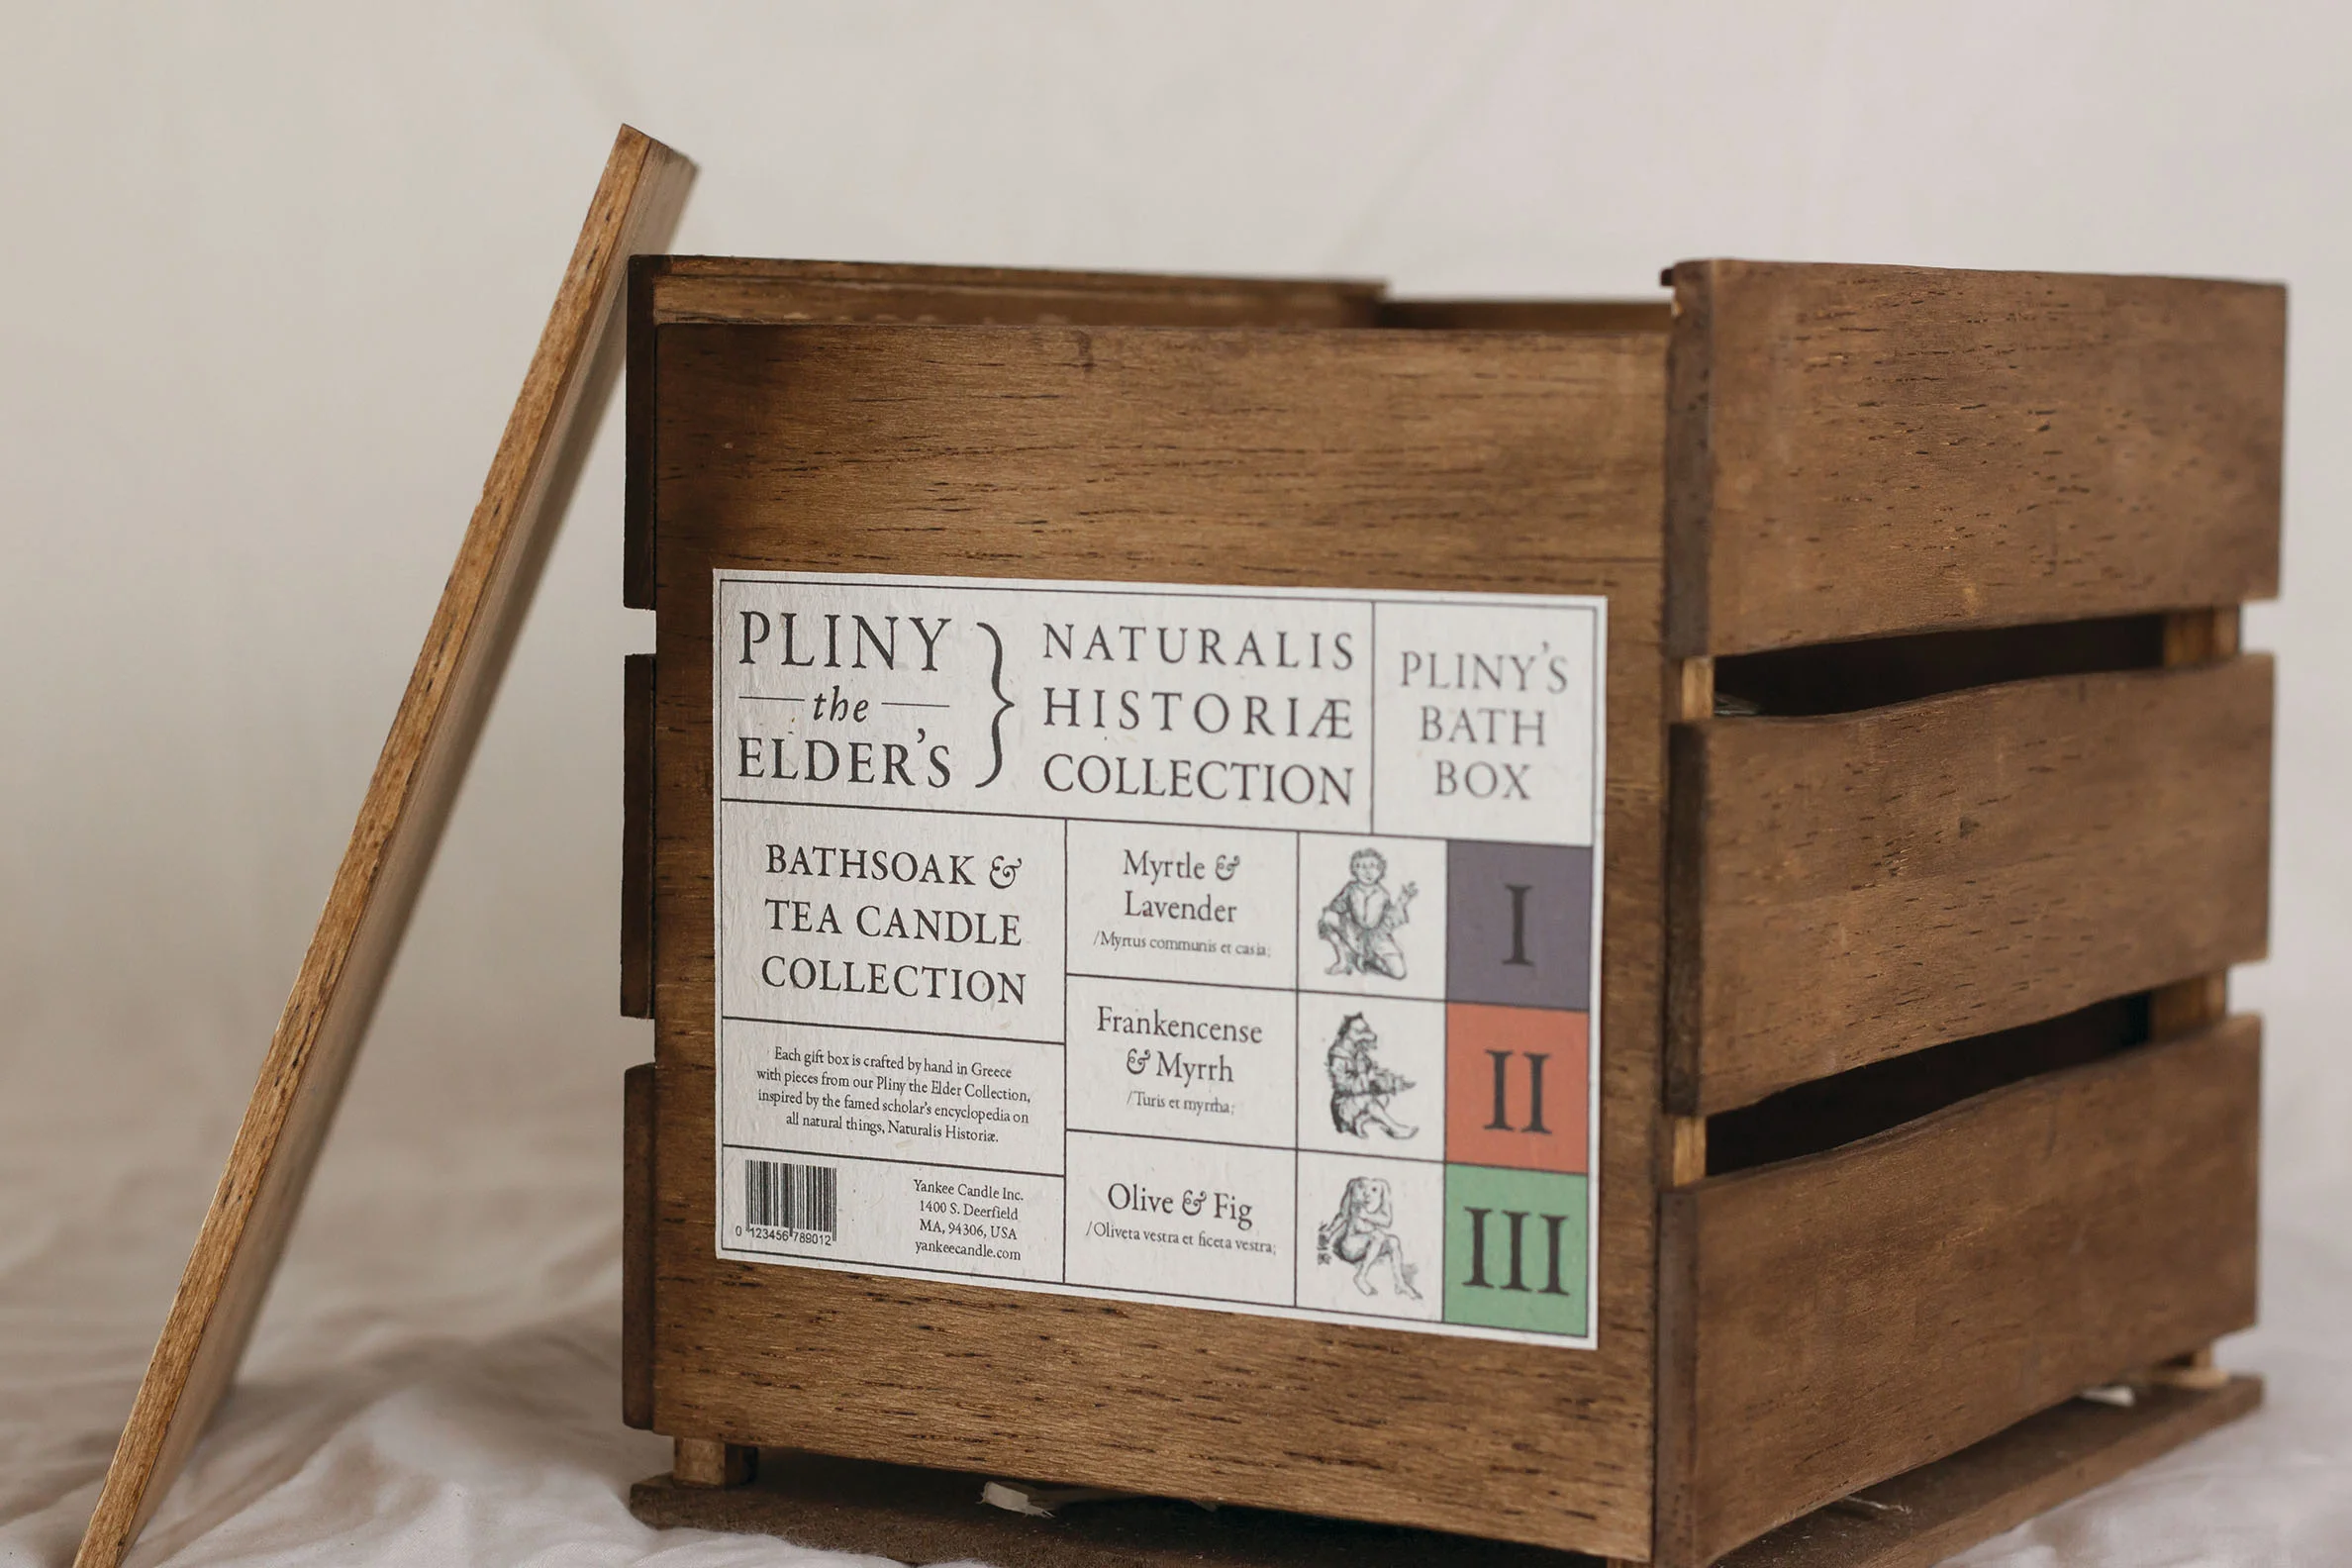 PLINY
the
ELDER'S
NATURALIS
HISTORIÆ
COLLECTION
PLINY'S
BATH
BOX
BATHSOAK &
TEA CANDLE
COLLECTION
Each gift box is crafted by hand in Greece
with pieces from our Pliny the Elder Collection,
inspired by the famed scholar's encyclopedia on
all natural things, Naturalis Historiæ.
0 123456 789012
Yankee Candle Inc.
1400 S. Deerfield
MA, 94306, USA
yankeecandle.com
Myrtle &
Lavender
/Myrtus communis et casia;
I
Frankencense
& Myrrh
/Turis et myrrha;
II
Olive & Fig
/Oliveta vestra et ficeta vestra;
III